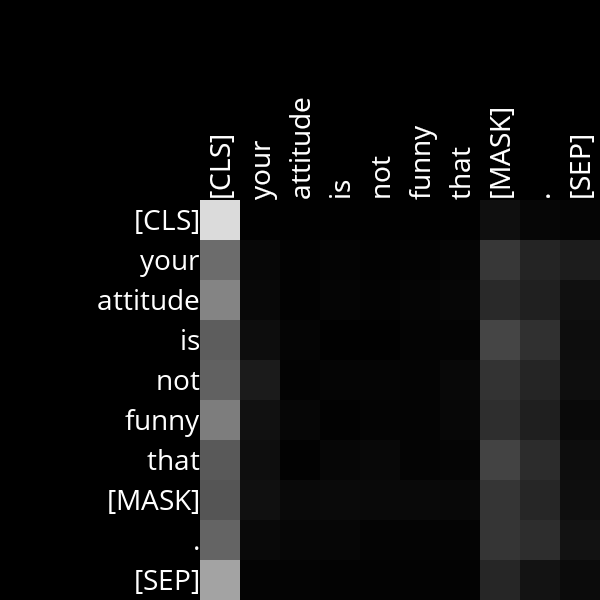 [CLS] your attitude is not funny that [MASK] . [SEP]
[CLS]
your
attitude
is
not
funny
that
[MASK]
.
[SEP]